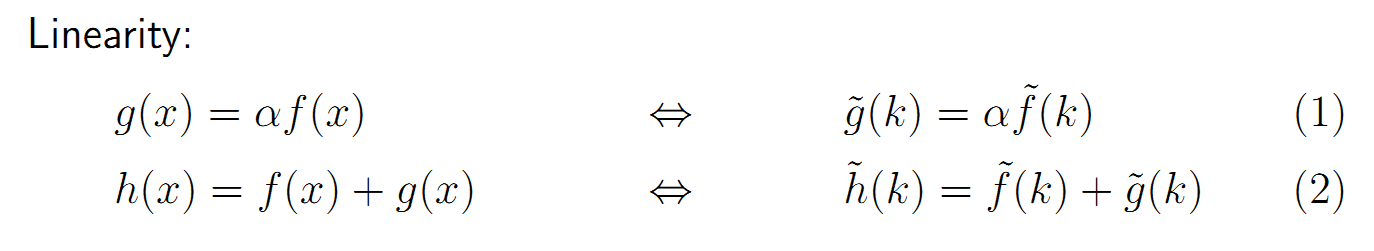 Linearity:
g(x) = αf(x) ⇔ g̃(k) = αf̃(k) (1)
h(x) = f(x) + g(x) ⇔ h̃(k) = f̃(k) + g̃(k) (2)